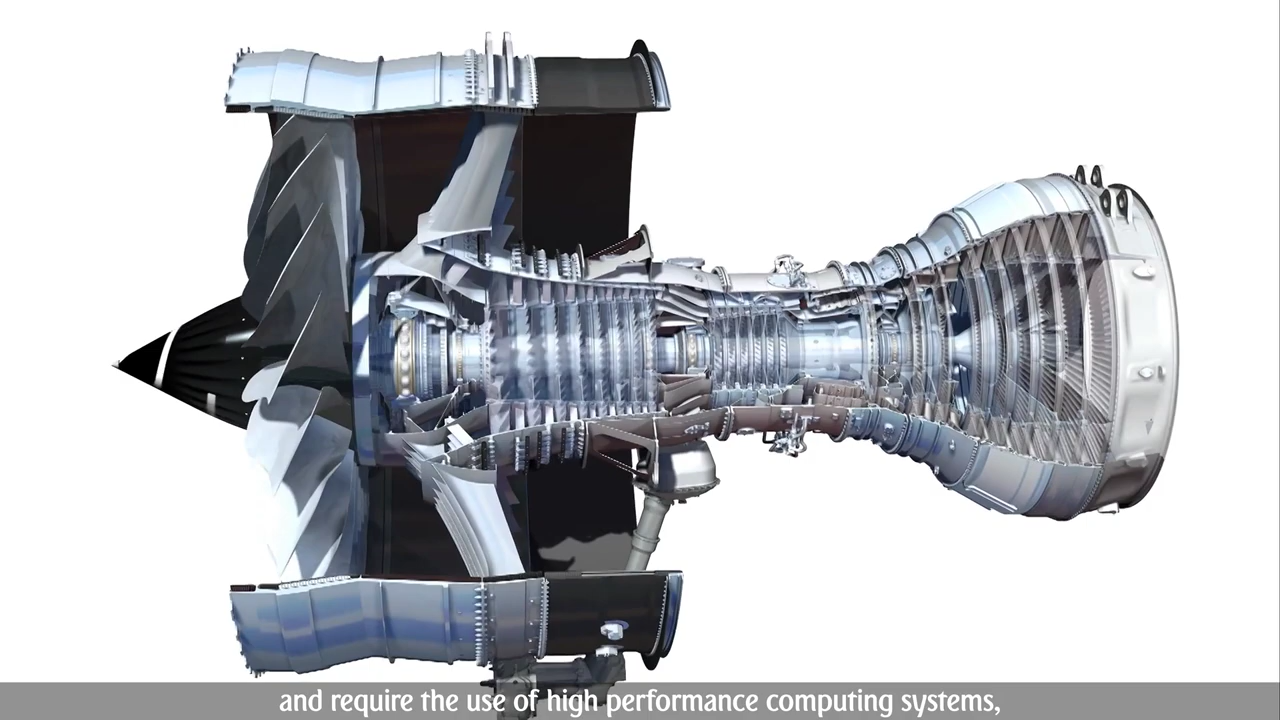 and require the use of high performance computing systems,